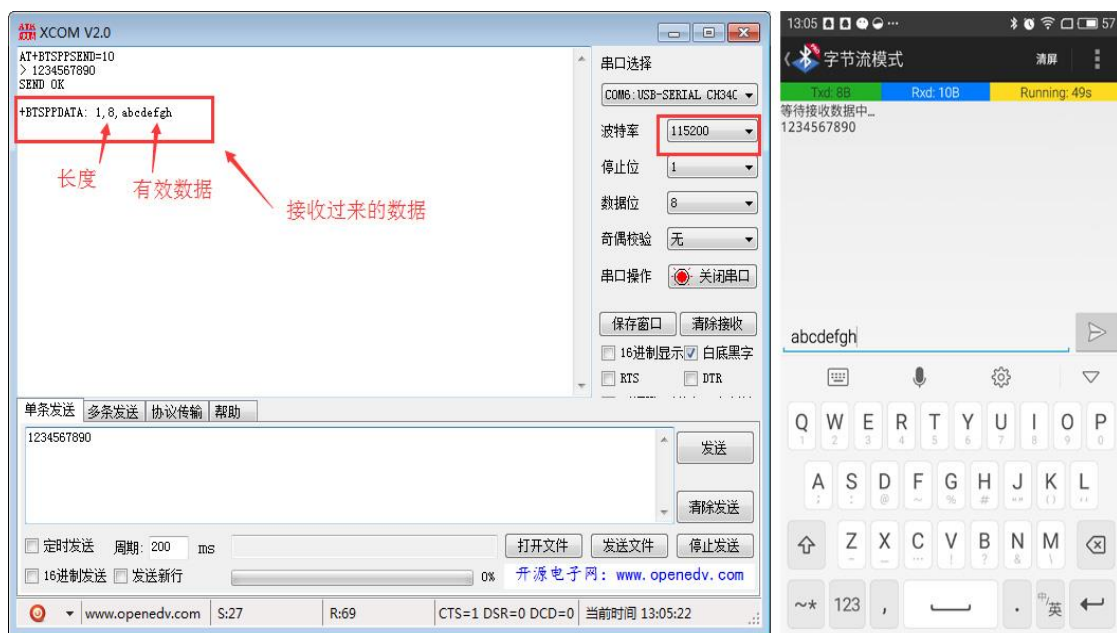 XCOM V2.0
AT+BTSPPSEND=10
> 1234567890
SEND OK
+BTSPPDATA: 1,8,abcdefgh
长度
有效数据
接收过来的数据
串口选择
COM6:USB-SERIAL CH34C
波特率 115200
停止位 1
数据位 8
奇偶校验 无
串口操作 关闭串口
保存窗口 清除接收
16进制显示 白底黑字
RTS DTR
单条发送 多条发送 协议传输 帮助
1234567890
发送
清除发送
定时发送 周期: 200 ms 打开文件 发送文件 停止发送
16进制发送 发送新行 0% 开源电子网: www.openedv.com
www.openedv.com S:27 R:69 CTS=1 DSR=0 DCD=0 当前时间 13:05:22
13:05 57
字节流模式 清屏
Txd: 8B Rxd: 10B Running: 49s
等待接收数据中...
1234567890
abcdefgh
Q W E R T Y U I O P
1 2 3 4 5 6 7 8 9 0
A S D F G H J K L
; : @ ~ % # () 
Z X C V B N M
! ? & \
~* 123 , . 中/英